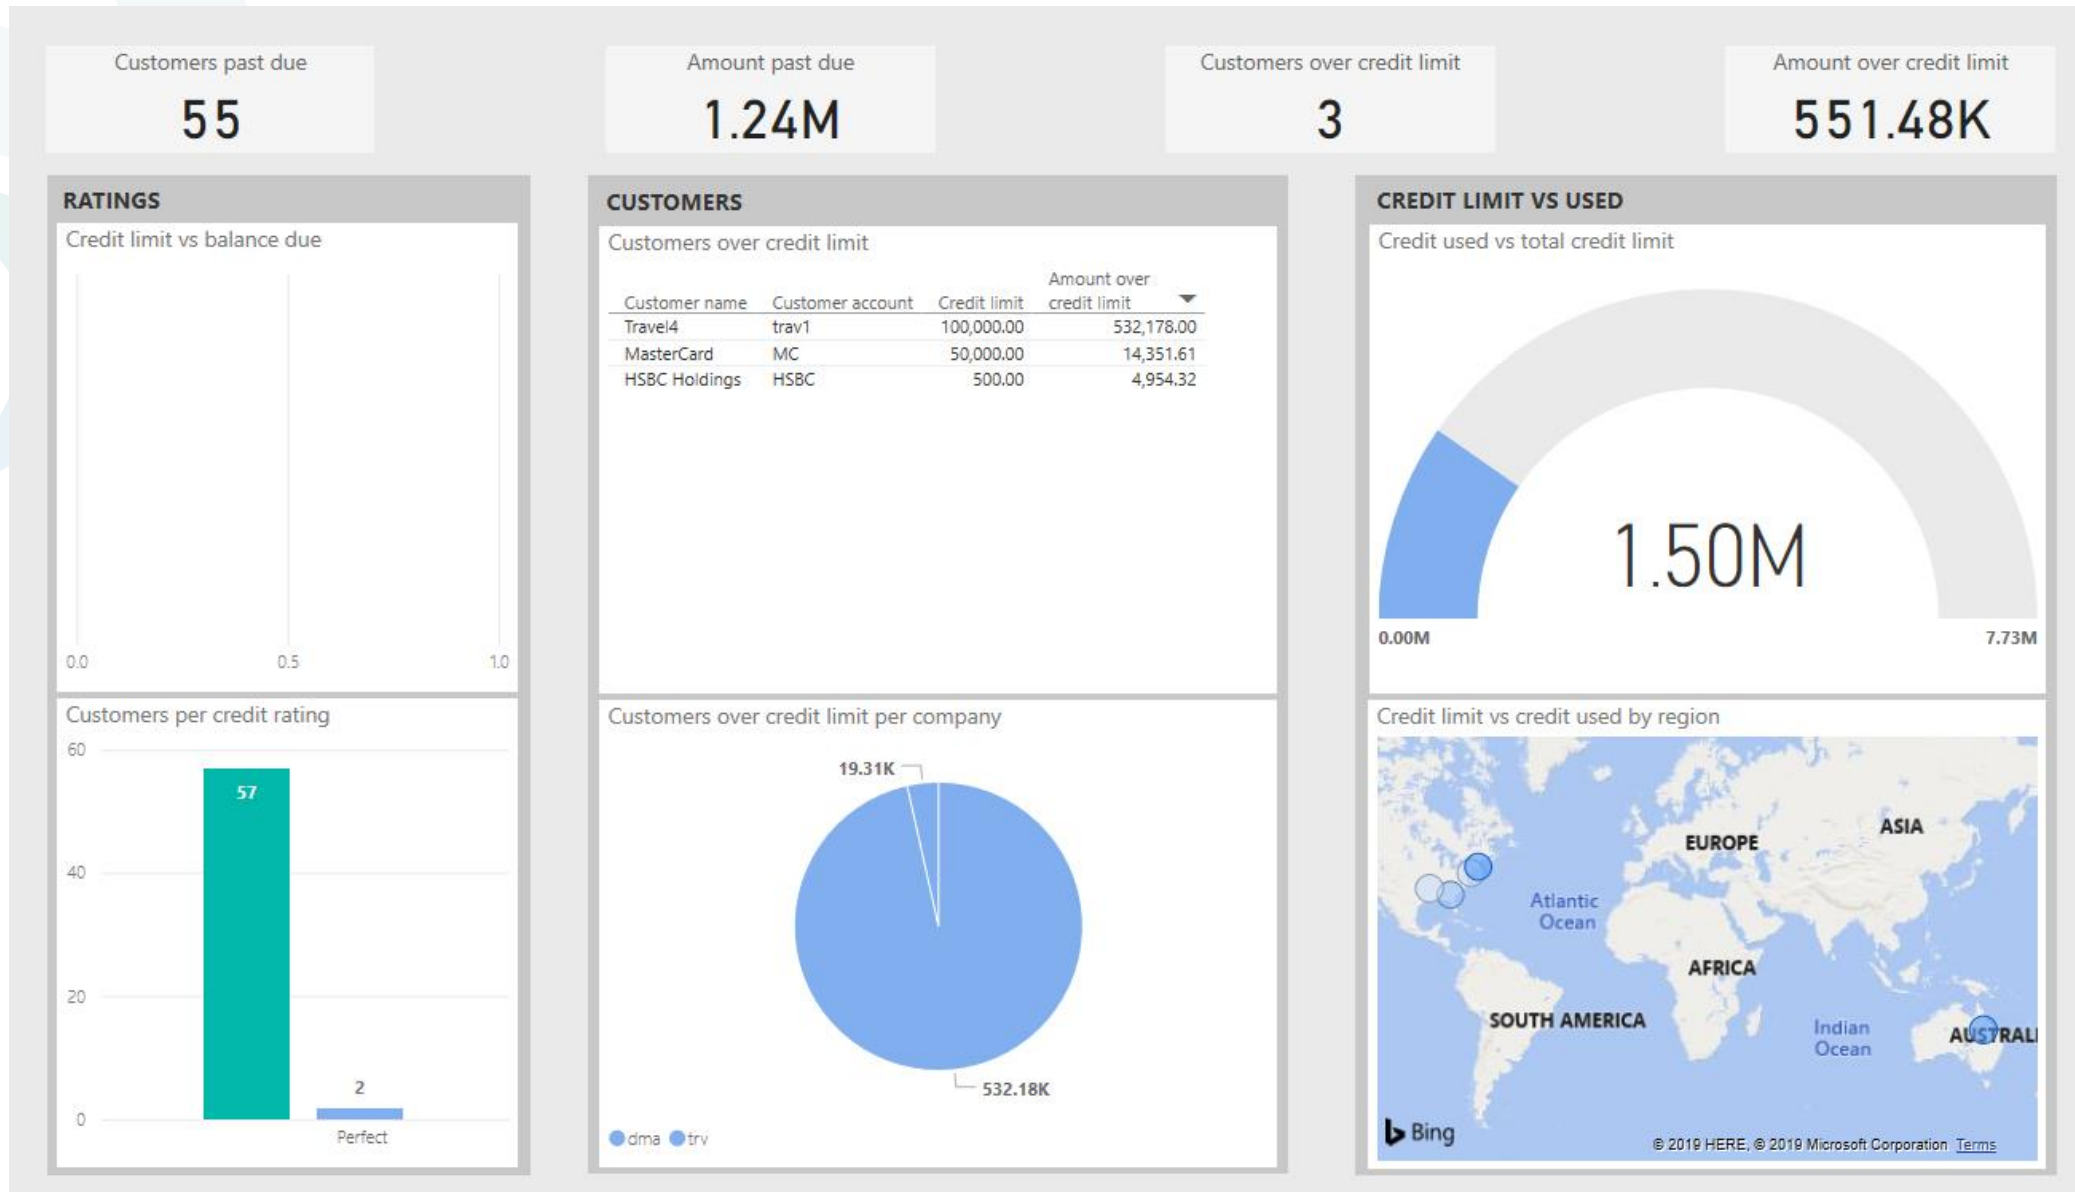 Customers past due
55
Amount past due
1.24M
Customers over credit limit
3
Amount over credit limit
551.48K
RATINGS
Credit limit vs balance due
0.0 0.5 1.0
Customers per credit rating
60
40
20
0
57
2
Perfect
CUSTOMERS
Customers over credit limit
Customer name Customer account Credit limit Amount over credit limit
Travel4 trav1 100,000.00 532,178.00
MasterCard MC 50,000.00 14,351.61
HSBC Holdings HSBC 500.00 4,954.32
Customers over credit limit per company
19.31K
532.18K
dma trv
CREDIT LIMIT VS USED
Credit used vs total credit limit
1.50M
0.00M 7.73M
Credit limit vs credit used by region
ASIA
EUROPE
Atlantic
Ocean
AFRICA
SOUTH AMERICA
Indian
Ocean
AUSTRALI
Bing
© 2019 HERE, © 2019 Microsoft Corporation Terms